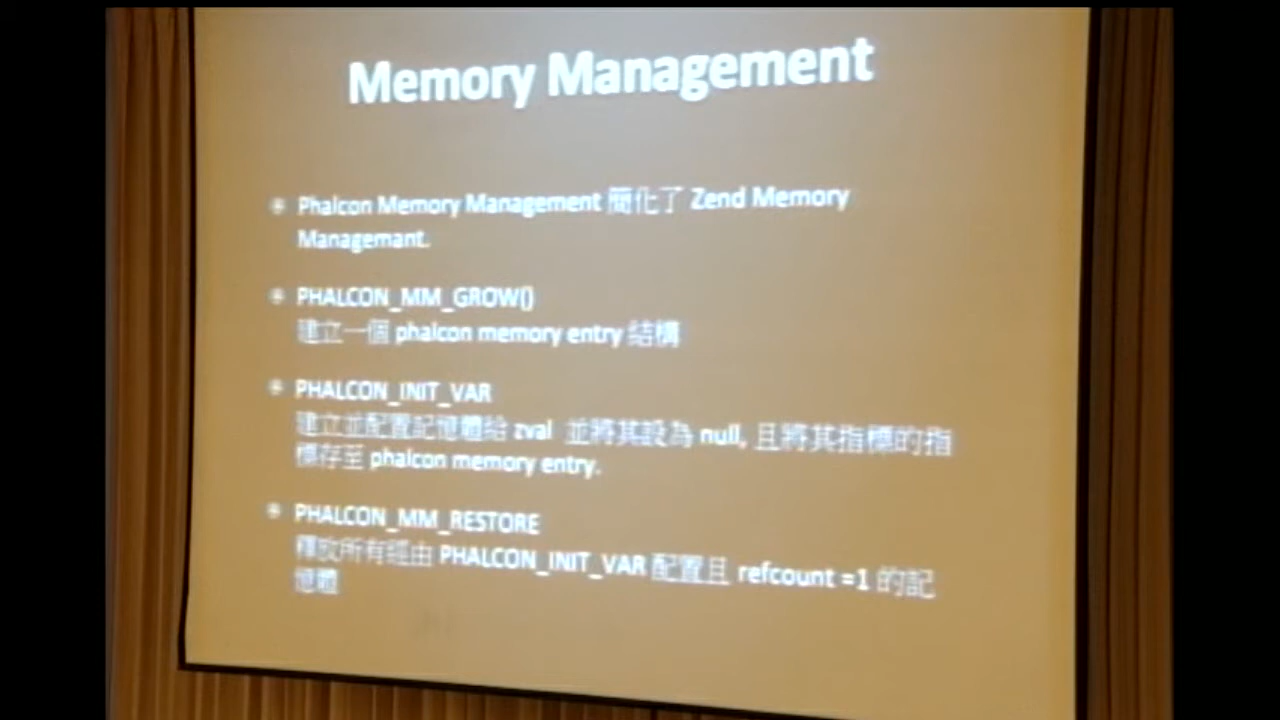 Memory Management
Phalcon Memory Management 簡化了 Zend Memory
Managemant.
PHALCON_MM_GROW()
建立一個 phalcon memory entry 結構
PHALCON_INIT_VAR
建立並配置記憶體給 zval 並將其設為 null, 且將其指標的指
標存至 phalcon memory entry.
PHALCON_MM_RESTORE
釋放所有經由 PHALCON_INIT_VAR 配置且 refcount =1 的記
憶體